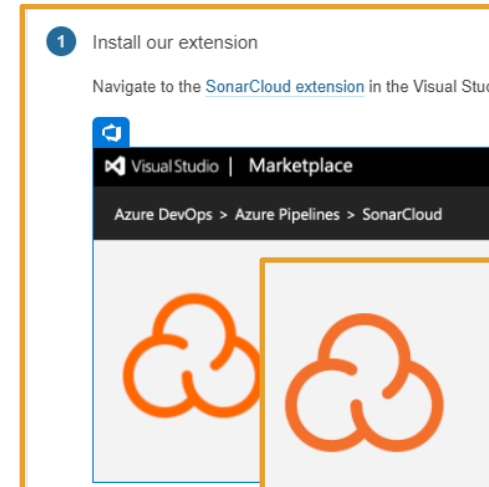 1 Install our extension
Navigate to the SonarCloud extension in the Visual
Visual Studio | Marketplace
Azure DevOps > Azure Pipelines > SonarCloud